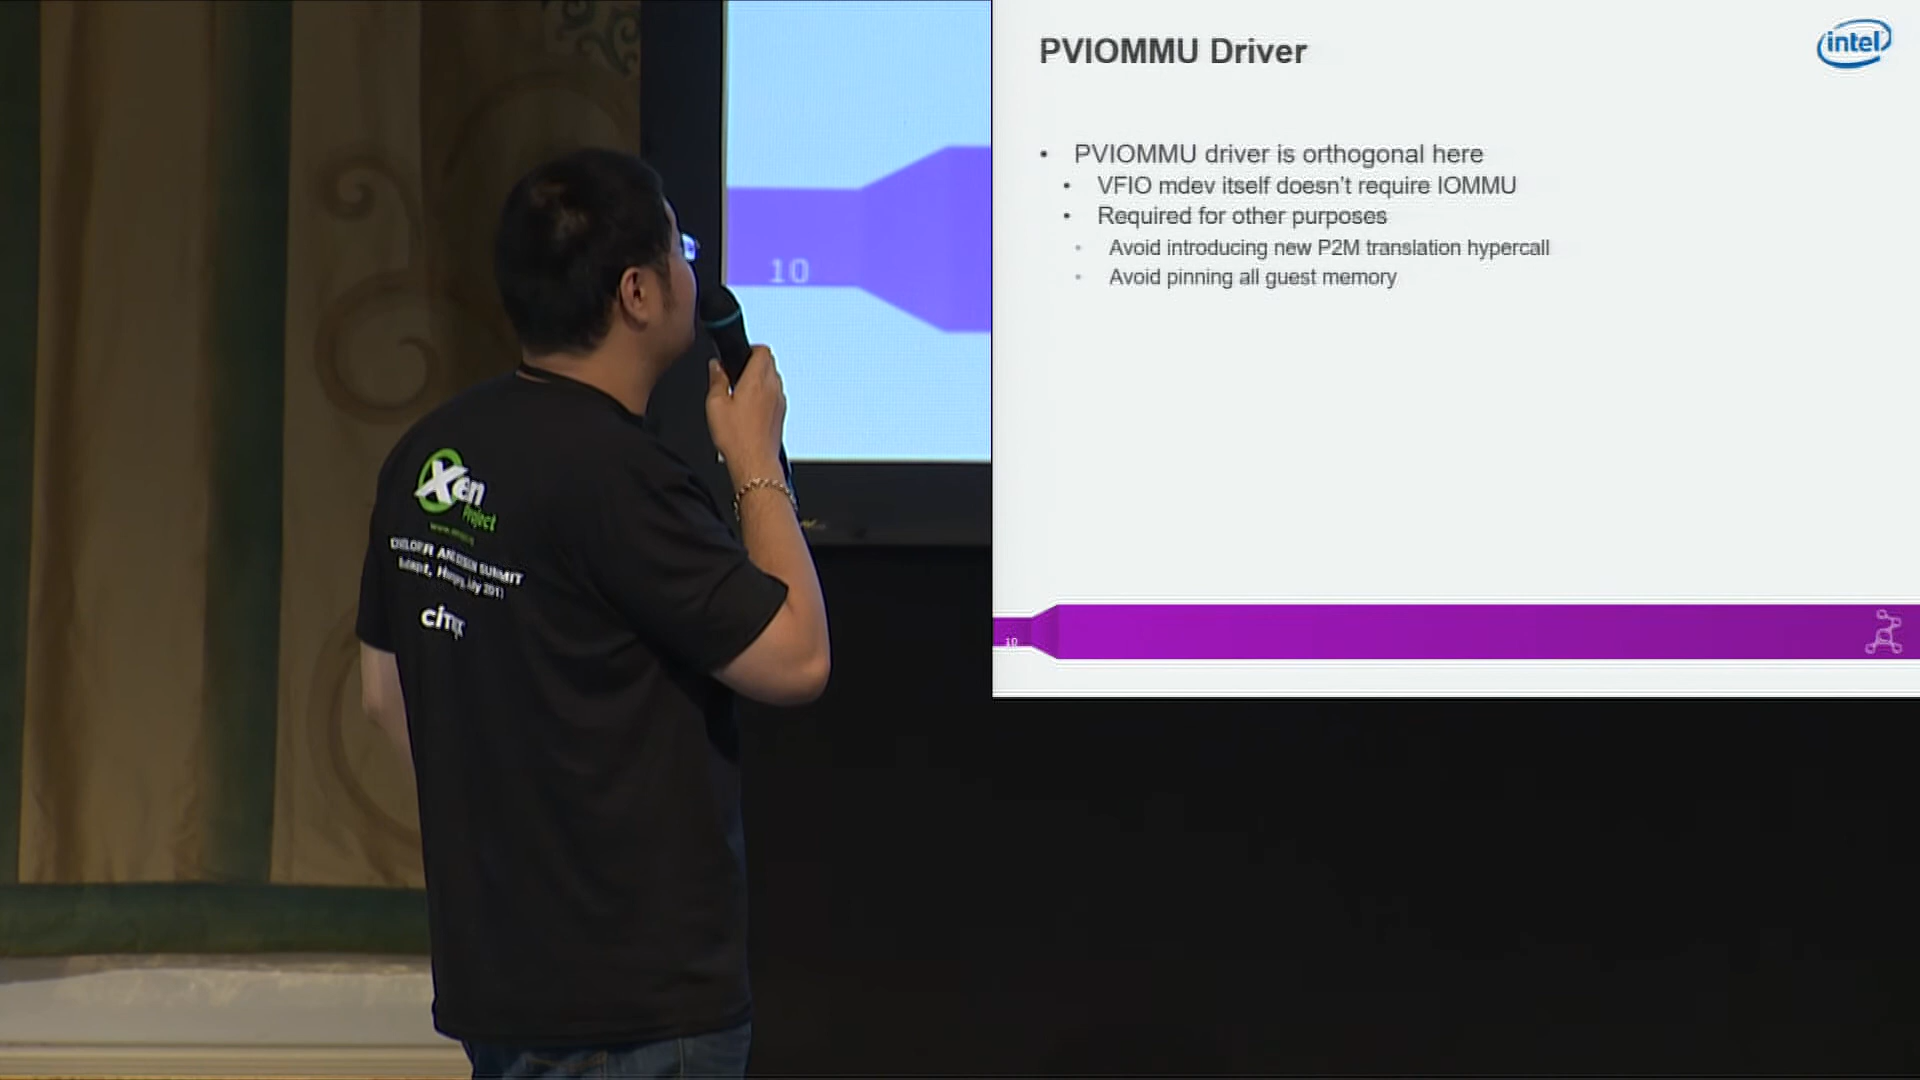 PVIOMMU Driver
intel
• PVIOMMU driver is orthogonal here
• VFIO mdev itself doesn't require IOMMU
• Required for other purposes
• Avoid introducing new P2M translation hypercall
• Avoid pinning all guest memory
10
10
Xen
Project
SUMMIT
citrix